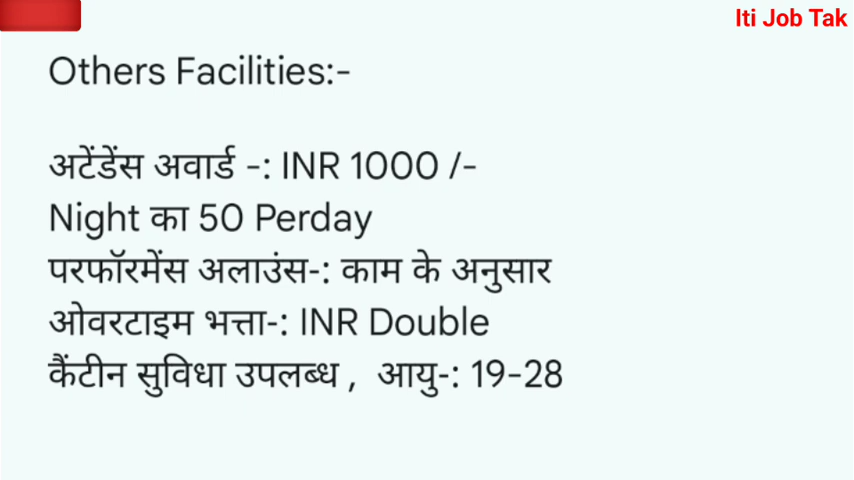 Iti Job Tak
Others Facilities:-
अटेंडेंस अवार्ड -: INR 1000 /-
Night का 50 Perday
परफॉरमेंस अलाउंस-: काम के अनुसार
ओवरटाइम भत्ता-: INR Double
कैंटीन सुविधा उपलब्ध , आयु-: 19-28